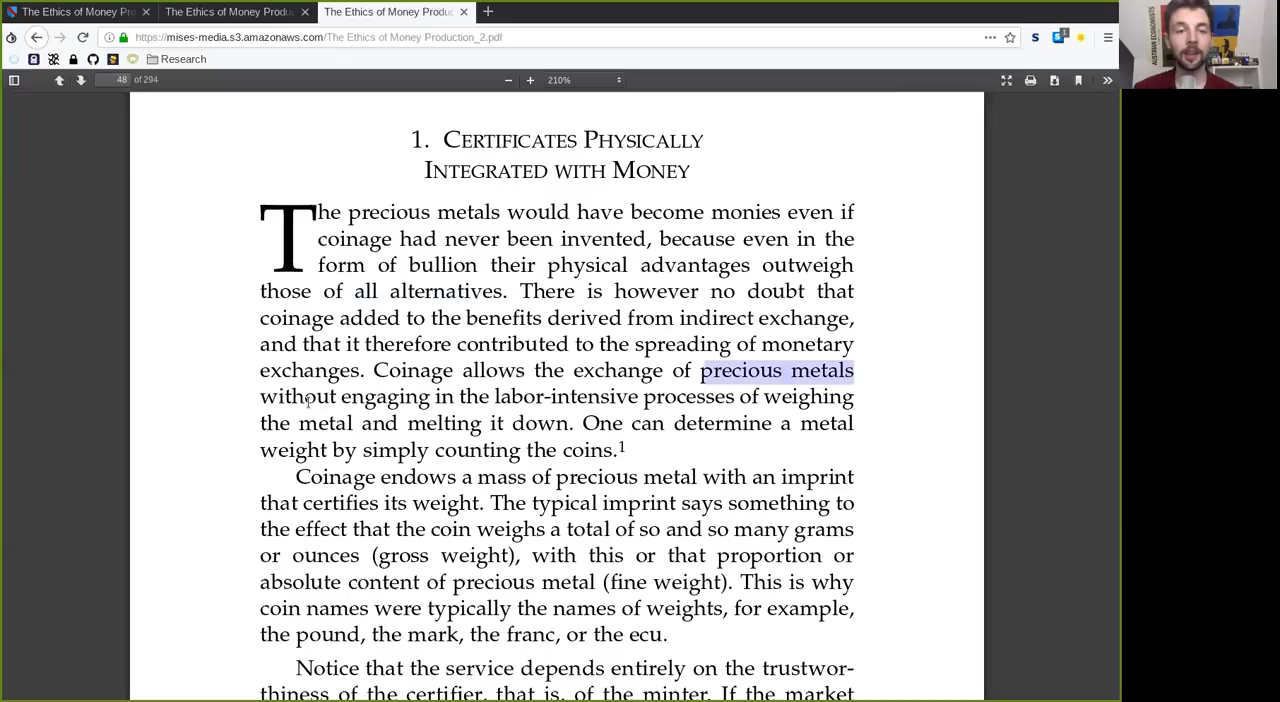 The Ethics of Money Pro
The Ethics of Money Produ
The Ethics of Money Produc
https://mises-media.s3.amazonaws.com/The Ethics of Money Production_2.pdf
S
S
1
Research
48 of 294
210%
AUSTRIAN ECONOMISTS
1. Certificates Physically
Integrated with Money
The precious metals would have become monies even if
coinage had never been invented, because even in the
form of bullion their physical advantages outweigh
those of all alternatives. There is however no doubt that
coinage added to the benefits derived from indirect exchange,
and that it therefore contributed to the spreading of monetary
exchanges. Coinage allows the exchange of precious metals
without engaging in the labor-intensive processes of weighing
the metal and melting it down. One can determine a metal
weight by simply counting the coins.1
Coinage endows a mass of precious metal with an imprint
that certifies its weight. The typical imprint says something to
the effect that the coin weighs a total of so and so many grams
or ounces (gross weight), with this or that proportion or
absolute content of precious metal (fine weight). This is why
coin names were typically the names of weights, for example,
the pound, the mark, the franc, or the ecu.
Notice that the service depends entirely on the trustwor-
thiness of the certifier, that is, of the minter. If the market